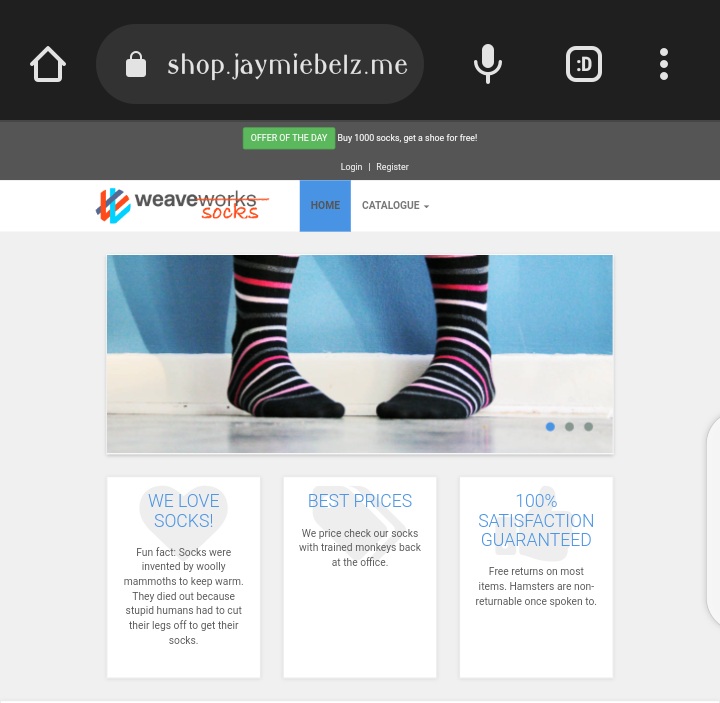 shop.jaymiebelz.me
:D
OFFER OF THE DAY Buy 1000 socks, get a shoe for free!
Login | Register
weaveworks
socks
HOME CATALOGUE
WE LOVE
SOCKS!
Fun fact: Socks were
invented by woolly
mammoths to keep warm.
They died out because
stupid humans had to cut
their legs off to get their
socks.
BEST PRICES
We price check our socks
with trained monkeys back
at the office.
100%
SATISFACTION
GUARANTEED
Free returns on most
items. Hamsters are non-
returnable once spoken to.